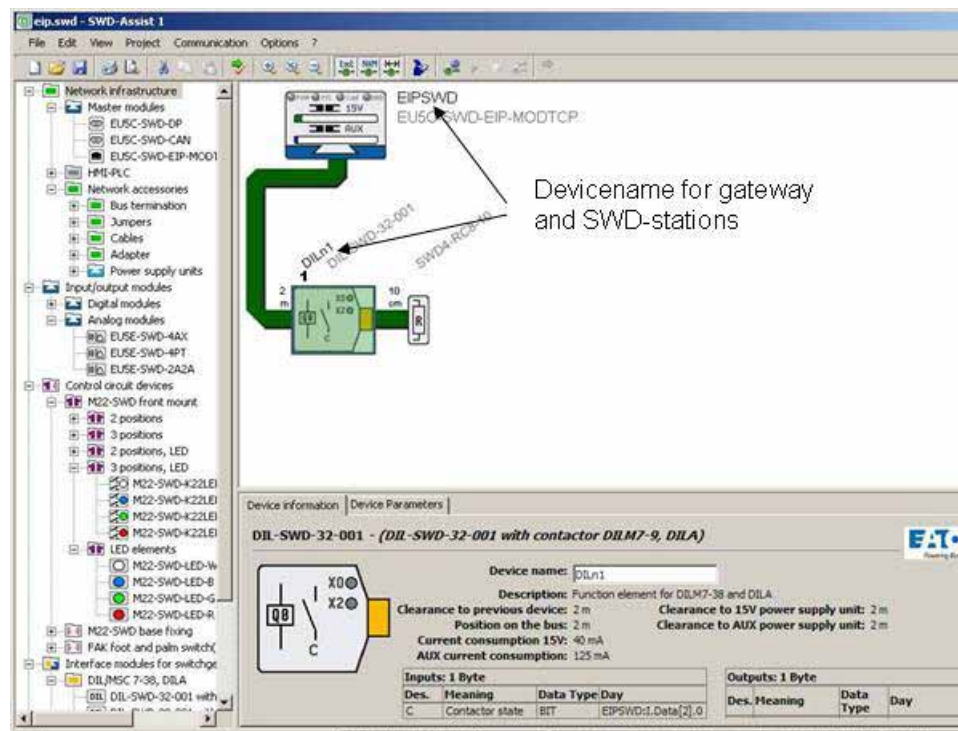 eip.swd - SWD-Assist 1
File Edit View Project Communication Options ?
Network infrastructure
Master modules
EU5C-SWD-DP
EU5C-SWD-CAN
EU5C-SWD-EIP-MODT
HMI-PLC
Network accessories
Bus termination
Jumpers
Cables
Adapter
Power supply units
Input/output modules
Digital modules
Analog modules
EU5E-SWD-4AX
EU5E-SWD-4PT
EU5E-SWD-2A2A
Control circuit devices
M22-SWD front mount
2 positions
3 positions
2 positions, LED
3 positions, LED
M22-SWD-K22LE
M22-SWD-K22LE
M22-SWD-K22LE
M22-SWD-K22LE
LED elements
M22-SWD-LED-W
M22-SWD-LED-B
M22-SWD-LED-G
M22-SWD-LED-R
M22-SWD base fixing
FAK foot and palm switch(
Interface modules for switchge
DIL/MSC 7-38, DILA
DIL-SWD-32-001 with
15V
AUX
EIPSWD
EU5C-SWD-EIP-MODTCP
Devicename for gateway
and SWD-stations
DILn1
DIL-SWD-32-001
SWD4-RC8-10
1
2 m
10 cm
Q8
X0
X2
C
R
Device information Device Parameters
DIL-SWD-32-001 - (DIL-SWD-32-001 with contactor DILM7-9, DILA)
EAT
Powering
X0
X2
Q8
C
Device name: DILn1
Description: Function element for DILM7-38 and DILA
Clearance to previous device: 2 m Clearance to 15V power supply unit: 2 m
Position on the bus: 2 m Clearance to AUX power supply unit: 2 m
Current consumption 15V: 40 mA
AUX current consumption: 125 mA
Inputs: 1 Byte Outputs: 1 Byte
Des. Meaning Data Type Day Des. Meaning Data Type Day
C Contactor state BIT EIPSWD:I.Data[2].0